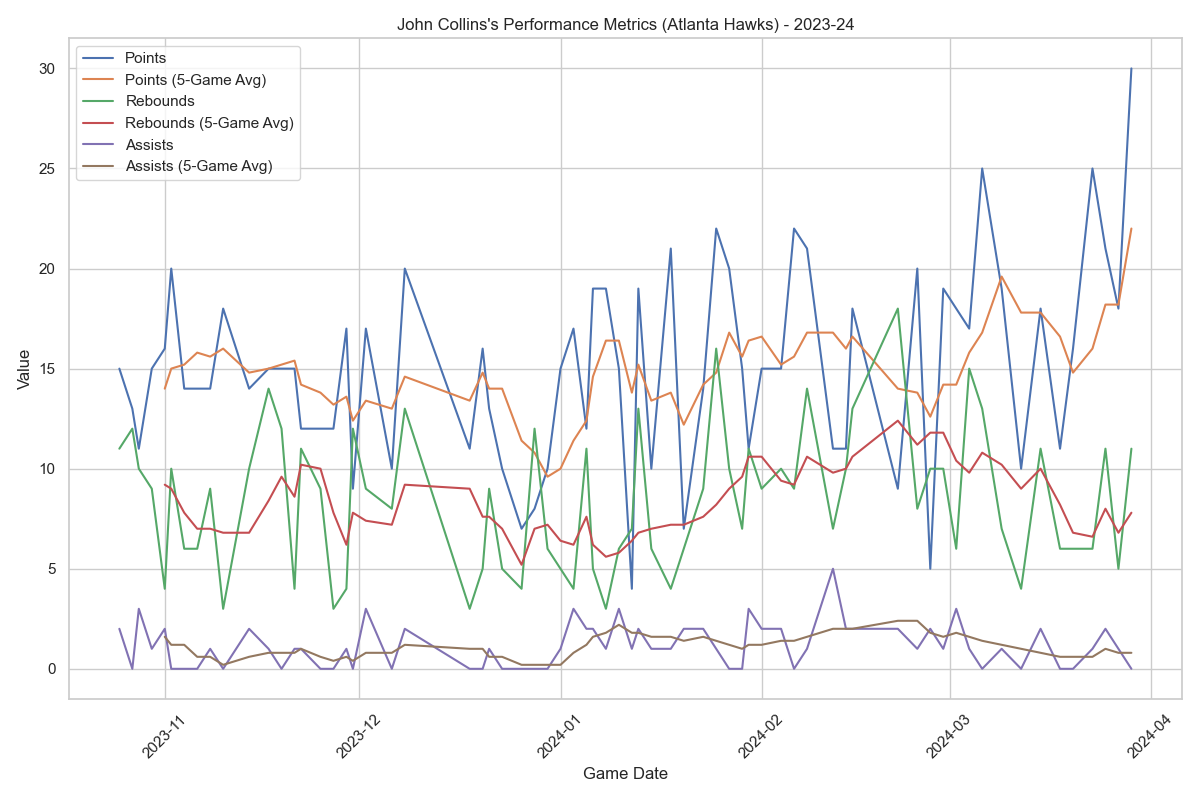 John Collins's Performance Metrics (Atlanta Hawks) - 2023-24
Points
Points (5-Game Avg)
Rebounds
Rebounds (5-Game Avg)
Assists
Assists (5-Game Avg)
30
25
20
15
10
5
0
Value
2023-11
2023-12
2024-01
2024-02
2024-03
2024-04
Game Date